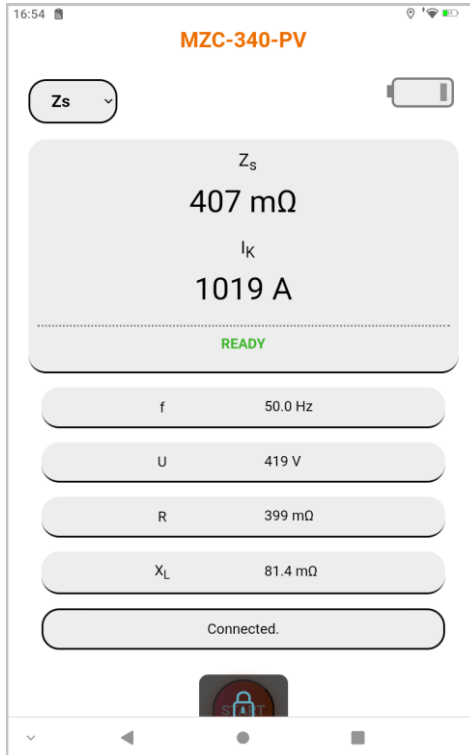 16:54
MZC-340-PV
Zs
Zs
407 mΩ
IK
1019 A
READY
f 50.0 Hz
U 419 V
R 399 mΩ
XL 81.4 mΩ
Connected.
START